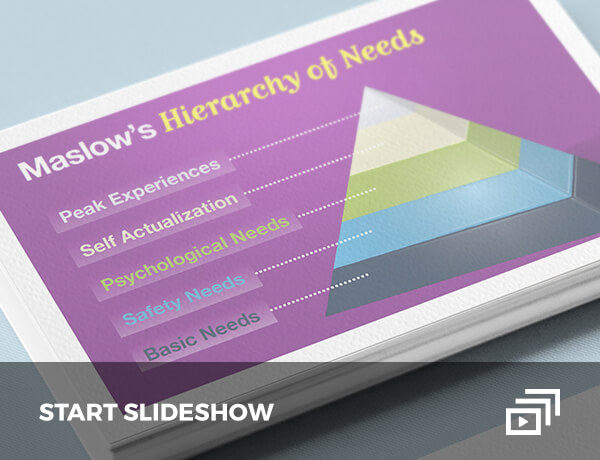 Maslow's Hierarchy of Needs
Peak Experiences
Self Actualization
Psychological Needs
Safety Needs
Basic Needs
START SLIDESHOW